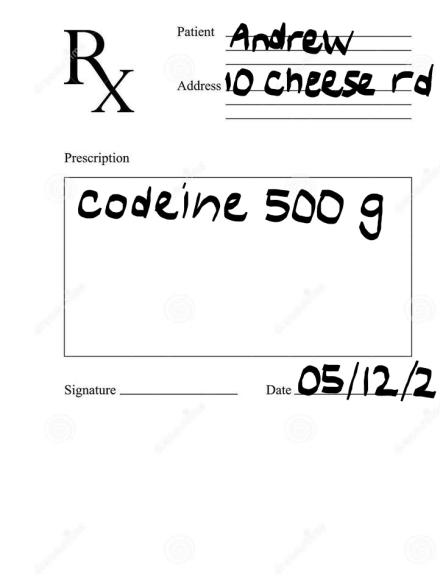 Rx
Patient Andrew
Address 10 cheese rd
Prescription
codeine 500 g
Signature Date 05/12/2